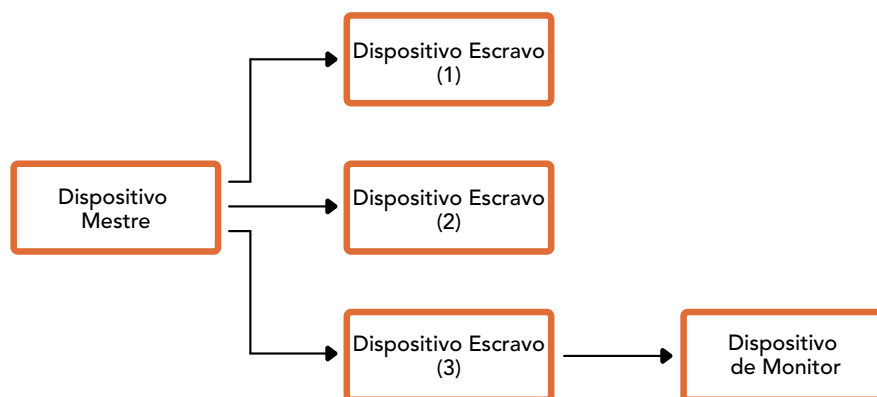 Dispositivo Escravo
(1)
Dispositivo
Mestre
Dispositivo Escravo
(2)
Dispositivo Escravo
(3)
Dispositivo
de Monitor